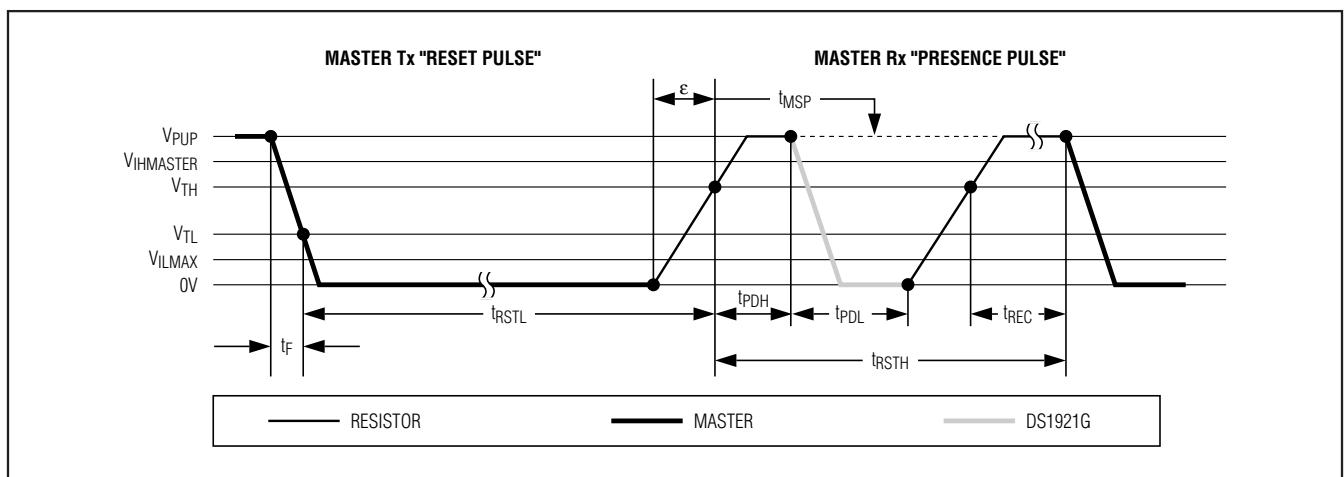 MASTER Tx "RESET PULSE" MASTER Rx "PRESENCE PULSE"
ε tMSP
VPUP
VIHMASTER
VTH
VTL
VILMAX
0V
tRSTL tPDH tPDL tREC
tF tRSTH
RESISTOR MASTER DS1921G